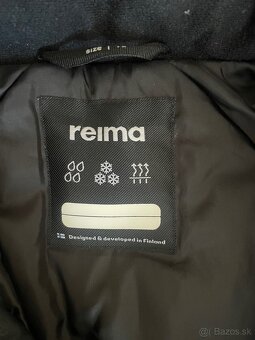 SIZE
reima
Designed & developed in Finland
Bazos.sk